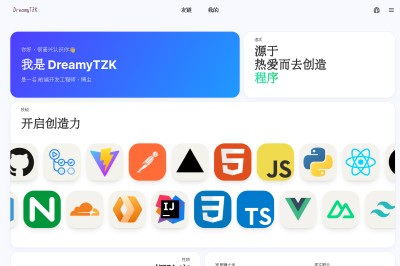 DreamyTZK
友链
我的
你好，很高兴认识你👋
我是 DreamyTZK
是一名 前端开发工程师、博主
追求
源于
热爱而去创造
程序
技能
开启创造力
JS
IJ
TS